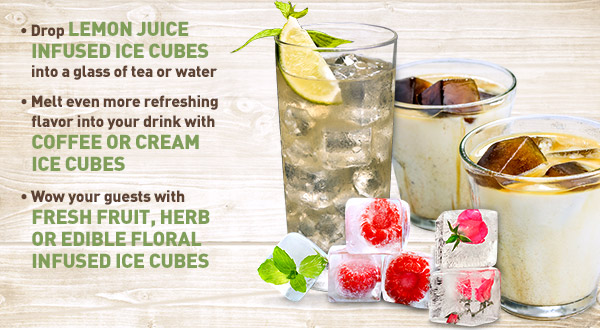 • Drop LEMON JUICE
INFUSED ICE CUBES
into a glass of tea or water
• Melt even more refreshing
flavor into your drink with
COFFEE OR CREAM
ICE CUBES
• Wow your guests with
FRESH FRUIT, HERB
OR EDIBLE FLORAL
INFUSED ICE CUBES